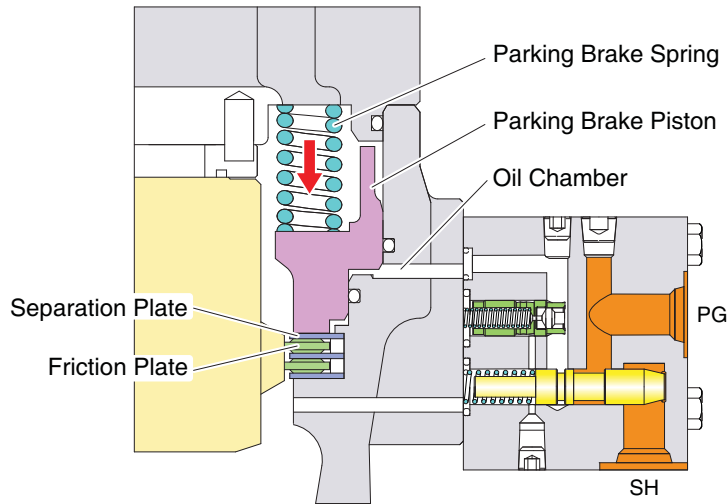 Parking Brake Spring
Parking Brake Piston
Oil Chamber
Separation Plate
PG
Friction Plate
SH